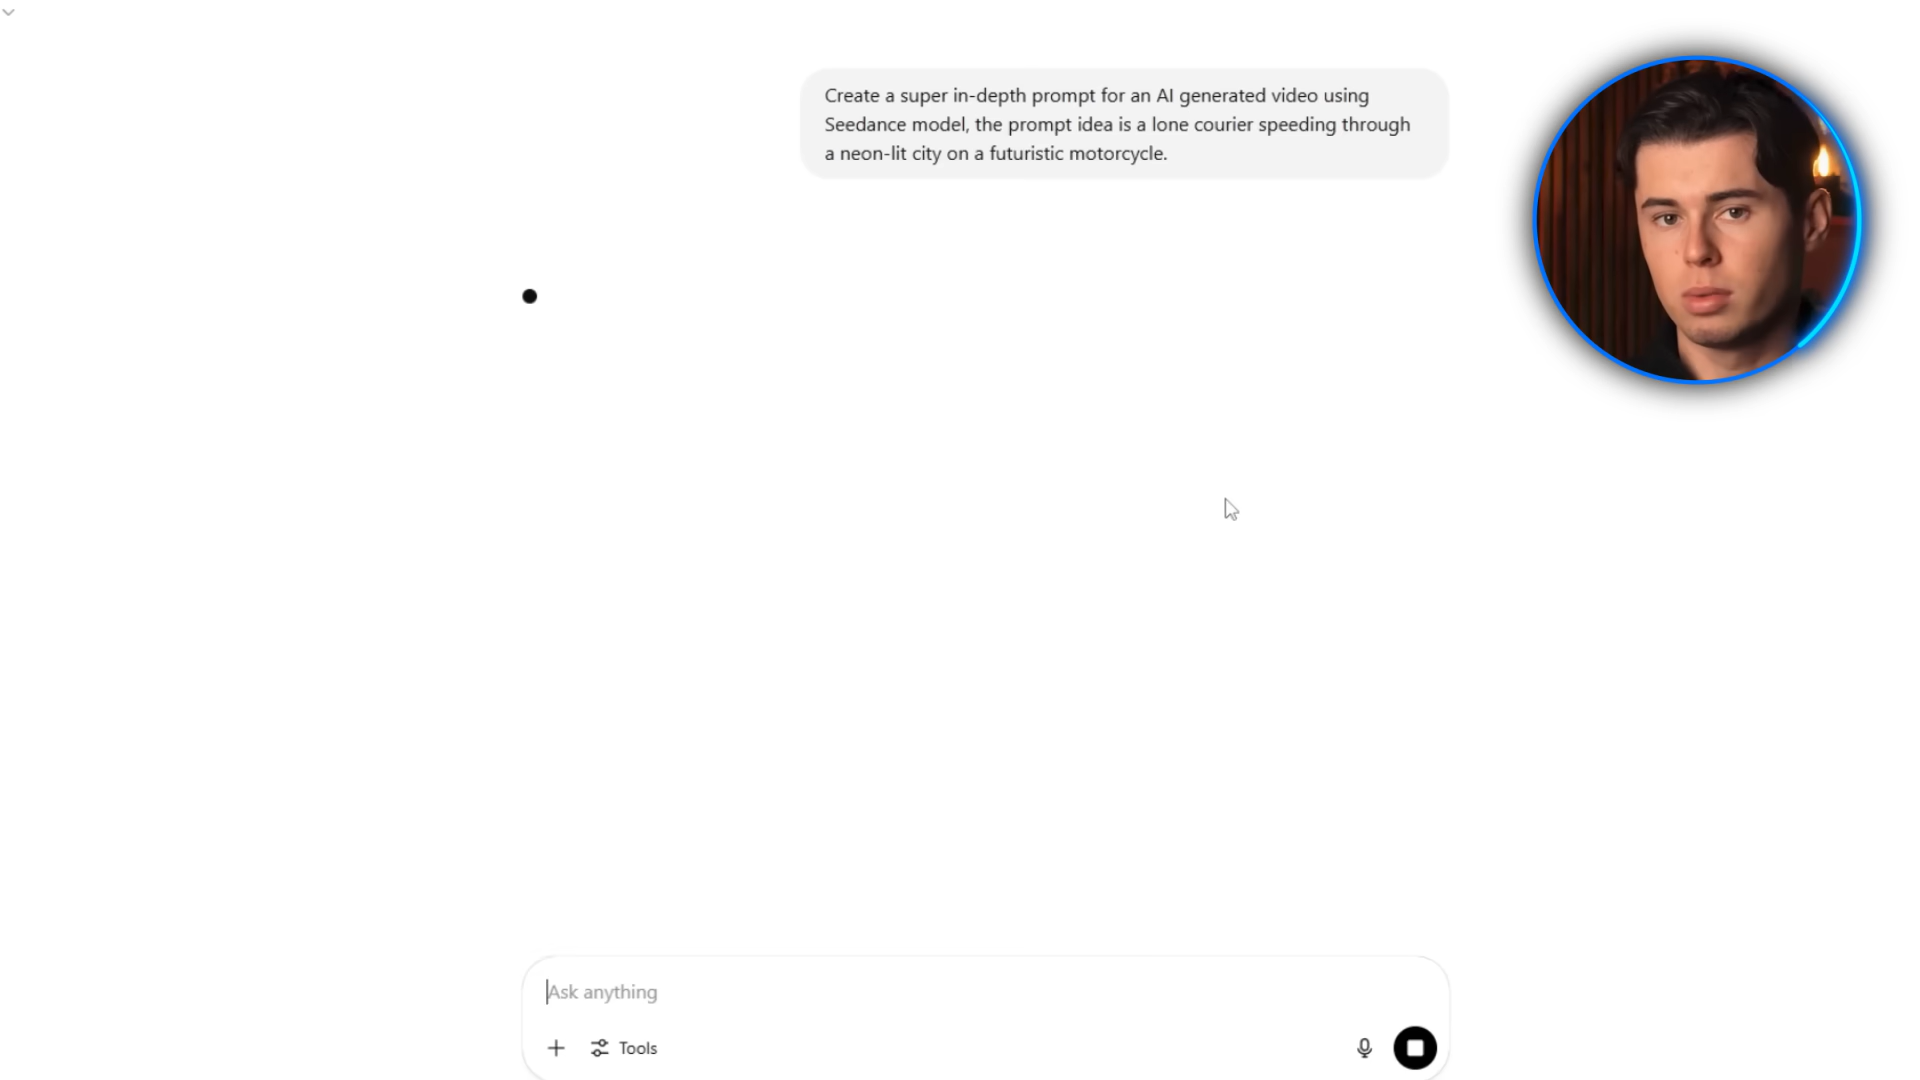 Create a super in-depth prompt for an AI generated video using
Seedance model, the prompt idea is a lone courier speeding through
a neon-lit city on a futuristic motorcycle.
Ask anything
Tools